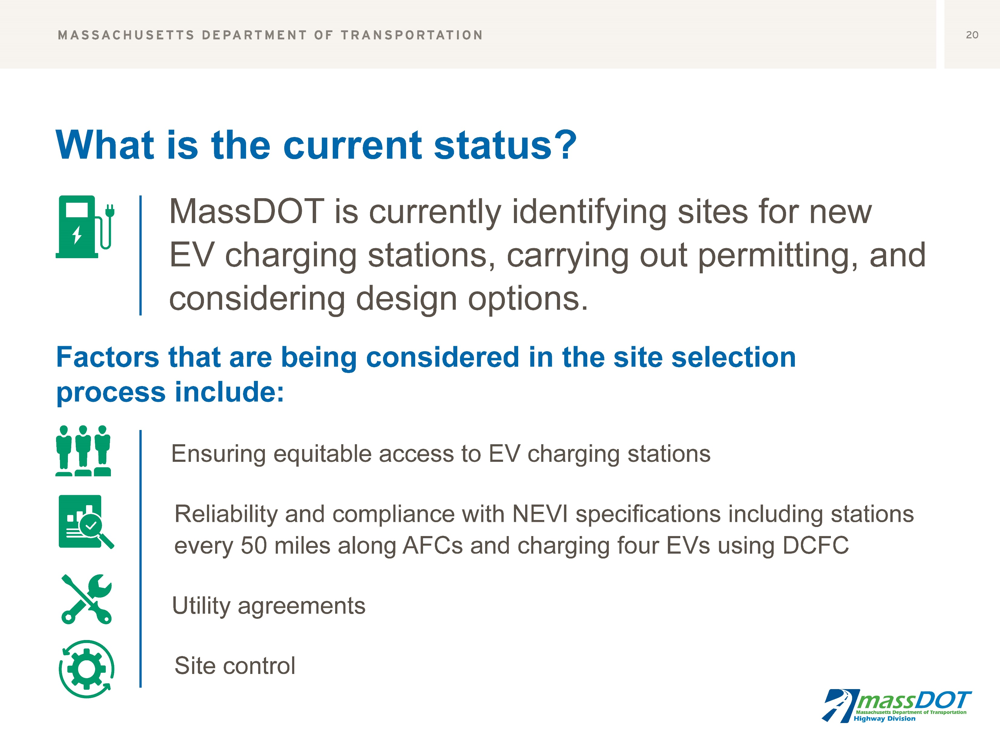 MASSACHUSETTS DEPARTMENT OF TRANSPORTATION
20
What is the current status?
MassDOT is currently identifying sites for new
EV charging stations, carrying out permitting, and
considering design options.
Factors that are being considered in the site selection
process include:
Ensuring equitable access to EV charging stations
Reliability and compliance with NEVI specifications including stations
every 50 miles along AFCs and charging four EVs using DCFC
Utility agreements
Site control
massDOT
Massachusetts Department of Transportation
Highway Division